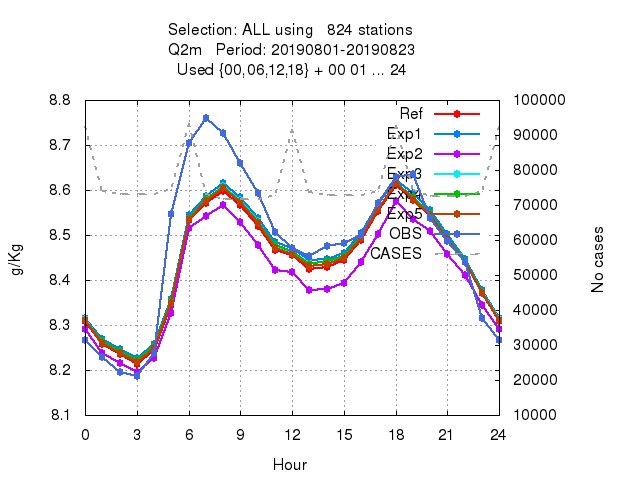 Selection: ALL using   824 stations
Q2m   Period: 20190801-20190823
Used {00,06,12,18} + 00 01 ... 24
8.8
8.7
8.6
8.5
8.4
8.3
8.2
8.1
g/Kg
100000
90000
80000
70000
60000
50000
40000
30000
20000
10000
No cases
Ref
Exp1
Exp2
Exp3
Exp4
Exp5
OBS
CASES
0 3 6 9 12 15 18 21 24
Hour